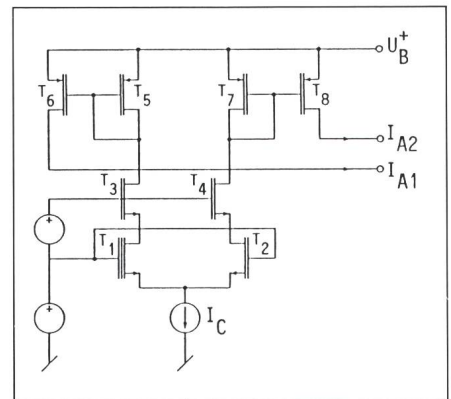 U_B^+
T_6
T_5
T_7
T_8
I_A2
I_A1
T_3
T_4
+
T_1
T_2
+
I_C